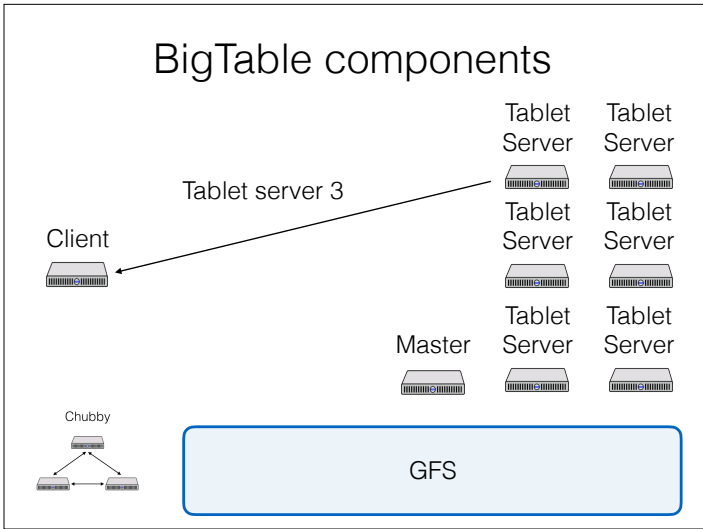 BigTable components
Tablet
Server
Tablet
Server
Tablet server 3
Client
Tablet
Server
Tablet
Server
Master
Tablet
Server
Tablet
Server
Chubby
GFS